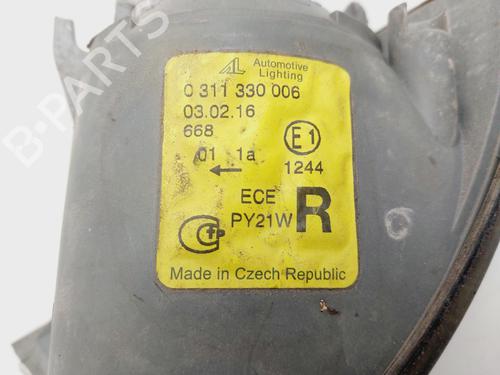 B-Parts
AL Automotive
Lighting
0 311 330 006
03.02.16
668
01 1a
E1
1244
ECE
PY21W R
Made in Czech Republic